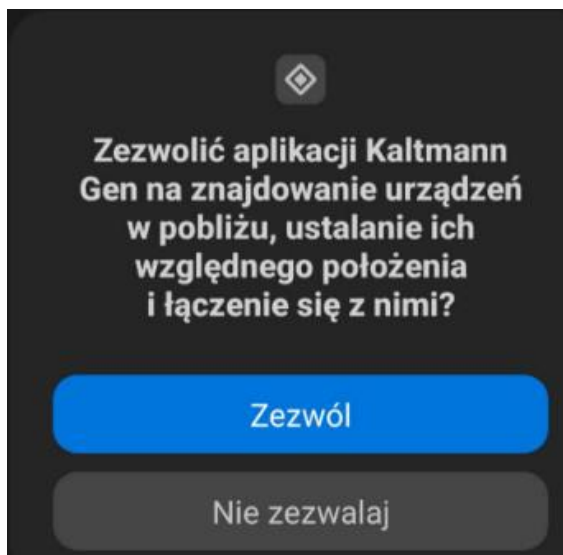 Zezwolić aplikacji Kaltmann
Gen na znajdowanie urządzeń
w pobliżu, ustalanie ich
względnego położenia
i łączenie się z nimi?
Zezwól
Nie zezwalaj